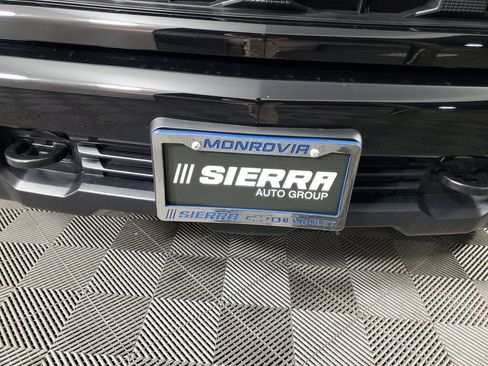 MONROVIA
SIERRA
AUTO GROUP
SIERRA CHEVROLET